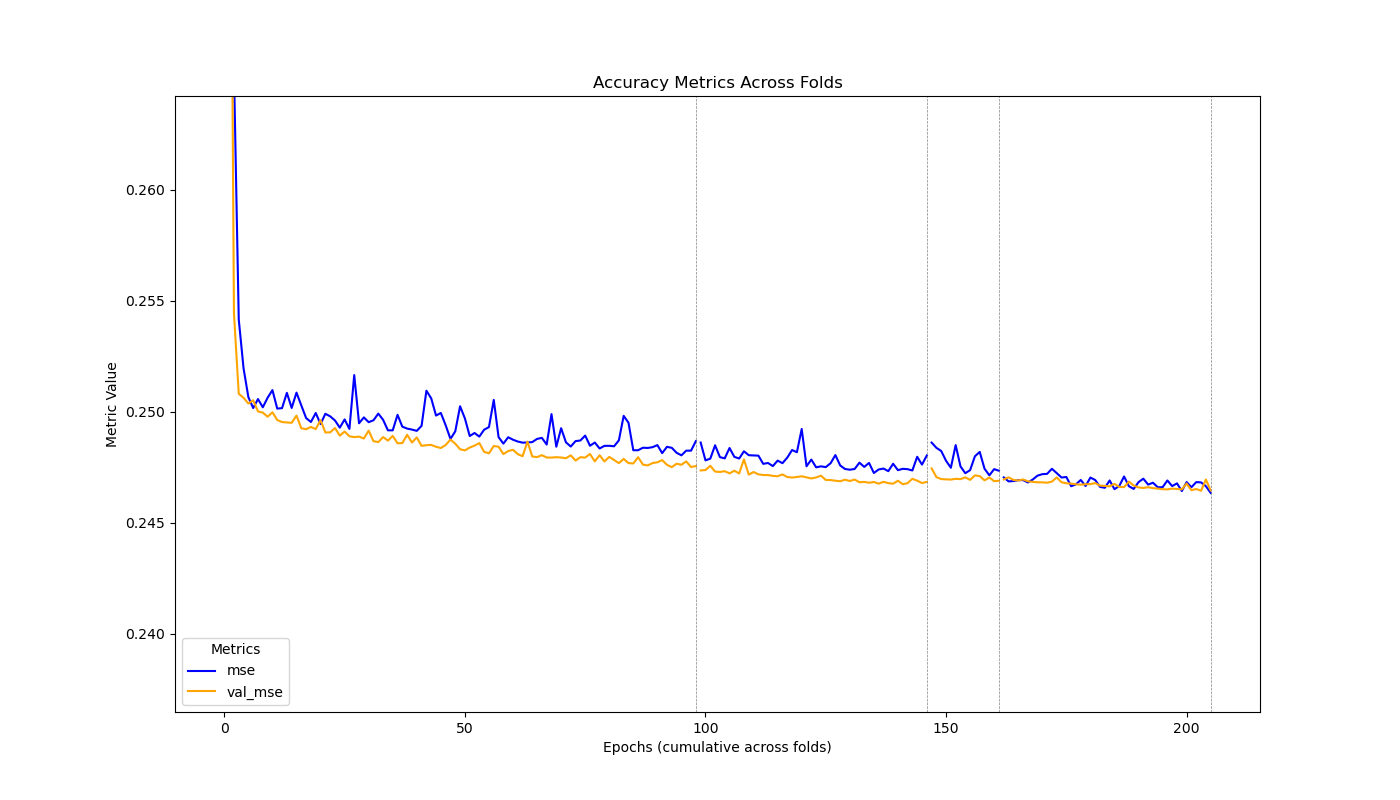 Accuracy Metrics Across Folds
Metric Value
0.260
0.255
0.250
0.245
0.240
Metrics
mse
val_mse
0
50
100
150
200
Epochs (cumulative across folds)